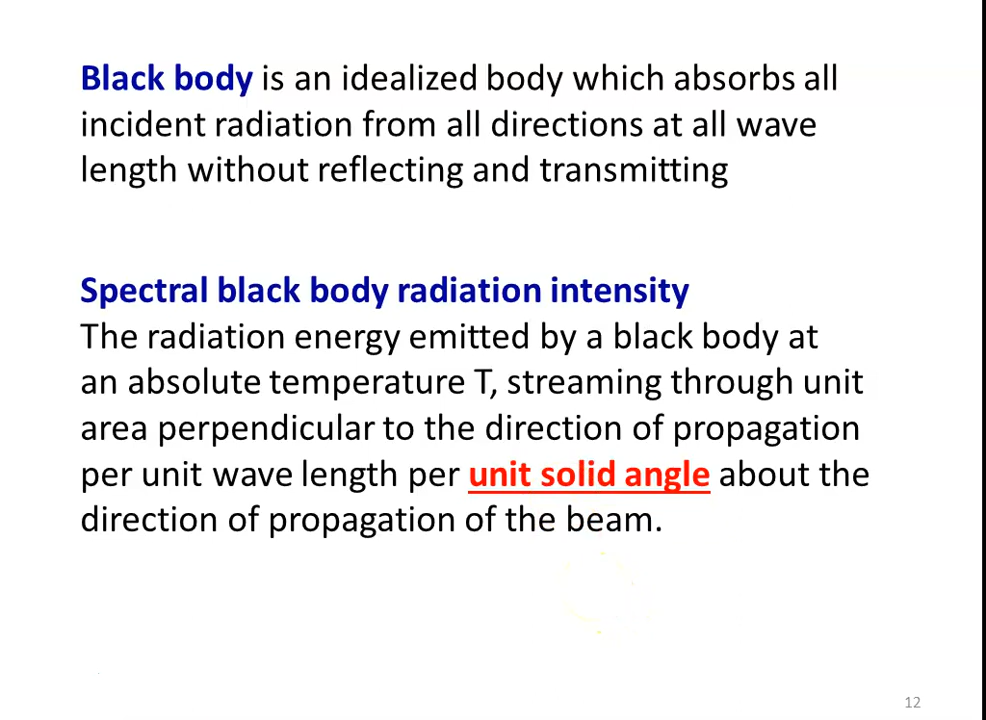 Black body is an idealized body which absorbs all
incident radiation from all directions at all wave
length without reflecting and transmitting
Spectral black body radiation intensity
The radiation energy emitted by a black body at
an absolute temperature T, streaming through unit
area perpendicular to the direction of propagation
per unit wave length per unit solid angle about the
direction of propagation of the beam.
12